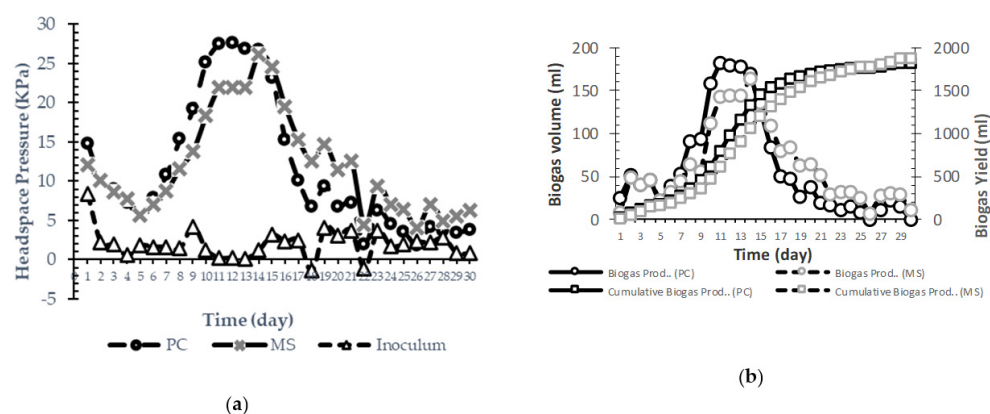 a
30
25
20
15
10
5
0
-5
Headspace Pressure (KPa)
1 2 3 4 5 6 7 8 9 10 11 12 13 14 15 16 17 18 19 20 21 22 23 24 25 26 27 28 29 30
Time (day)
PC MS Inoculum
(a)
b
200
150
100
50
0
Biogas volume (ml)
2000
1500
1000
500
0
Biogas Yield (ml)
1 3 5 7 9 11 13 15 17 19 21 23 25 27 29
Time (day)
Biogas Prod.. (PC) Biogas Prod.. (MS)
Cumulative Biogas Prod.. (PC) Cumulative Biogas Prod.. (MS)
(b)